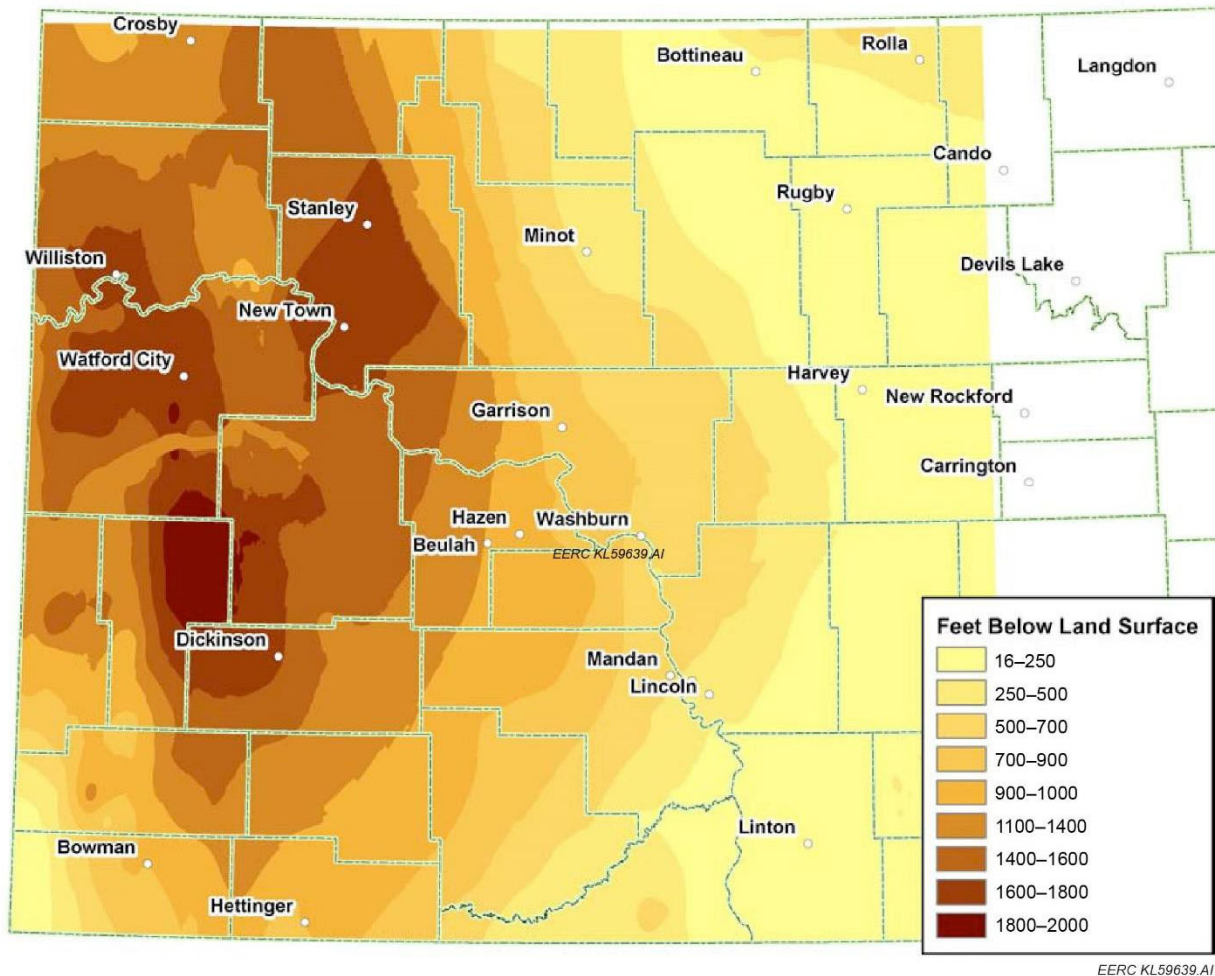 Crosby
Rolla
Bottineau
Langdon
Cando
Rugby
Stanley
Minot
Williston
Devils Lake
New Town
Watford City
Harvey
New Rockford
Garrison
Carrington
Hazen
Washburn
Beulah
EERC KL59639.AI
Dickinson
Mandan
Lincoln
Linton
Bowman
Hettinger
Feet Below Land Surface
16–250
250–500
500–700
700–900
900–1000
1100–1400
1400–1600
1600–1800
1800–2000
EERC KL59639.AI